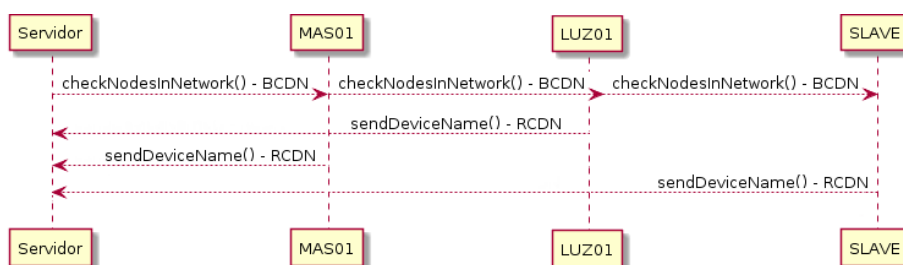 Servidor MAS01 LUZ01 SLAVE
checkNodesInNetwork() - BCDN checkNodesInNetwork() - BCDN checkNodesInNetwork() - BCDN
sendDeviceName() - RCDN
sendDeviceName() - RCDN
sendDeviceName() - RCDN
Servidor MAS01 LUZ01 SLAVE